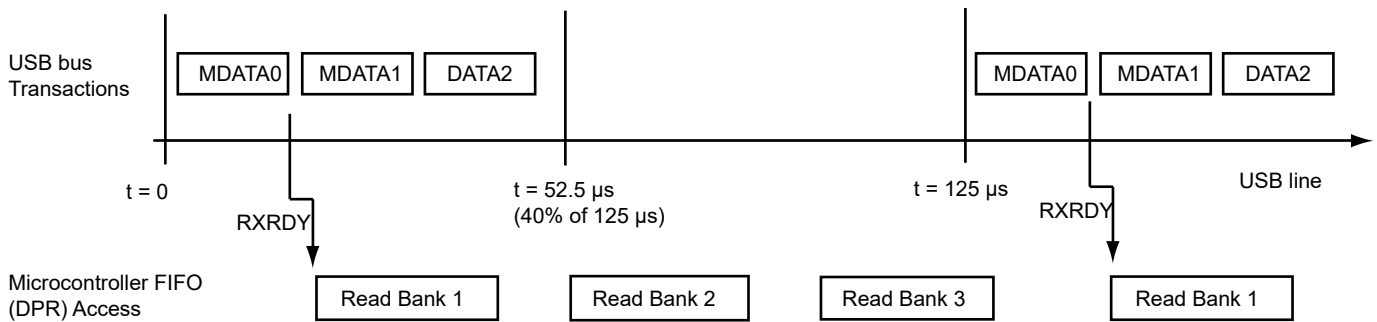 USB bus
Transactions
MDATA0
MDATA1
DATA2
MDATA0
MDATA1
DATA2
t = 0
t = 52.5 µs
(40% of 125 µs)
t = 125 µs
USB line
RXRDY
RXRDY
Microcontroller FIFO
(DPR) Access
Read Bank 1
Read Bank 2
Read Bank 3
Read Bank 1